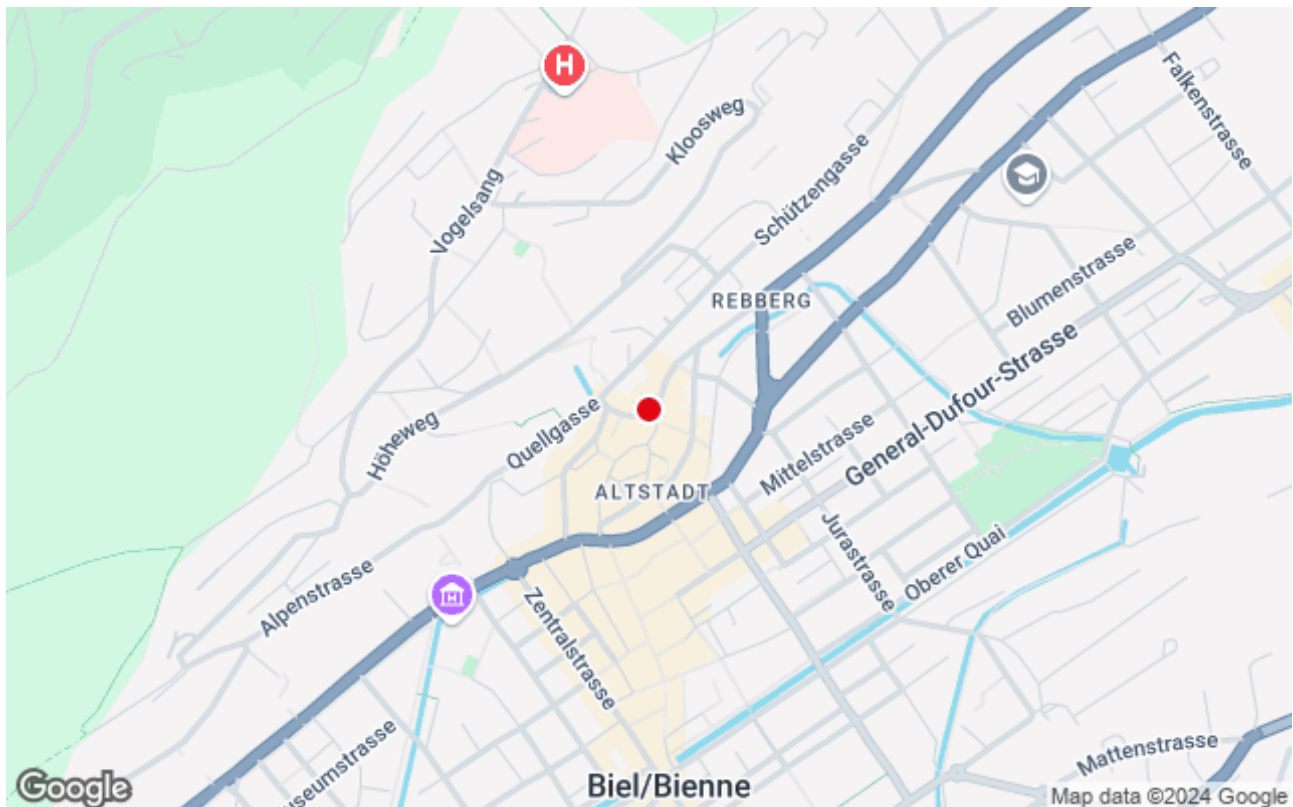 H
Falkenstrasse
Kloosweg
Schützengasse
Vogelsang
Blumenstrasse
REBBERG
General-Dufour-Strasse
Höheweg
Quellgasse
Mittelstrasse
ALTSTADT
Jurastrasse
Oberer Quai
Alpenstrasse
Zentralstrasse
Mattenstrasse
useumstrasse
Biel/Bienne
Google
Map data ©2024 Google